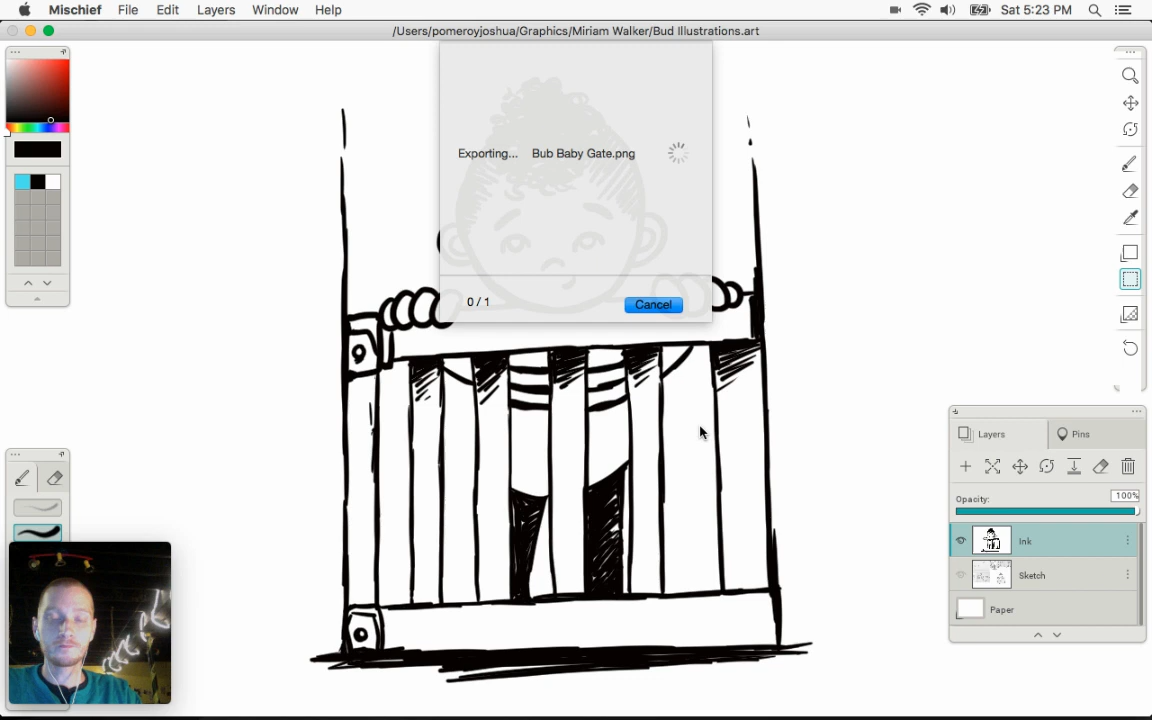 Mischief File Edit Layers Window Help Sat 5:23 PM
/Users/pomeroyjoshua/Graphics/Miriam Walker/Bud Illustrations.art
Exporting... Bub Baby Gate.png
0 / 1 Cancel
Layers Pins
Opacity: 100%
Ink
Sketch
Paper